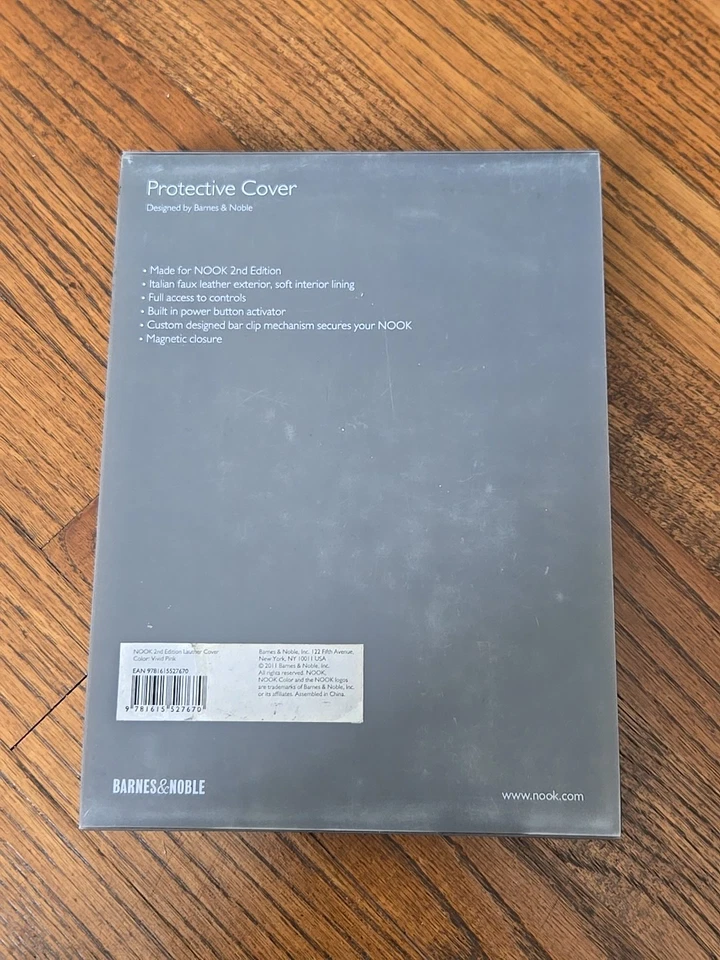 Protective Cover
Designed by Barnes & Noble
• Made for NOOK 2nd Edition
• Italian faux leather exterior, soft interior lining
• Full access to controls
• Built in power button activator
• Custom designed bar clip mechanism secures your NOOK
• Magnetic closure
NOOK 2nd Edition Leather Cover
Color: Vivid Pink
EAN 9781615527670
9 781615 527670
Barnes & Noble, Inc. 122 Fifth Avenue,
New York, NY 10011 USA
© 2011 Barnes & Noble, Inc.
All rights reserved. NOOK,
NOOK Color and the NOOK logos
are trademarks of Barnes & Noble, Inc.
or its affiliates. Assembled in China.
BARNES&NOBLE
www.nook.com